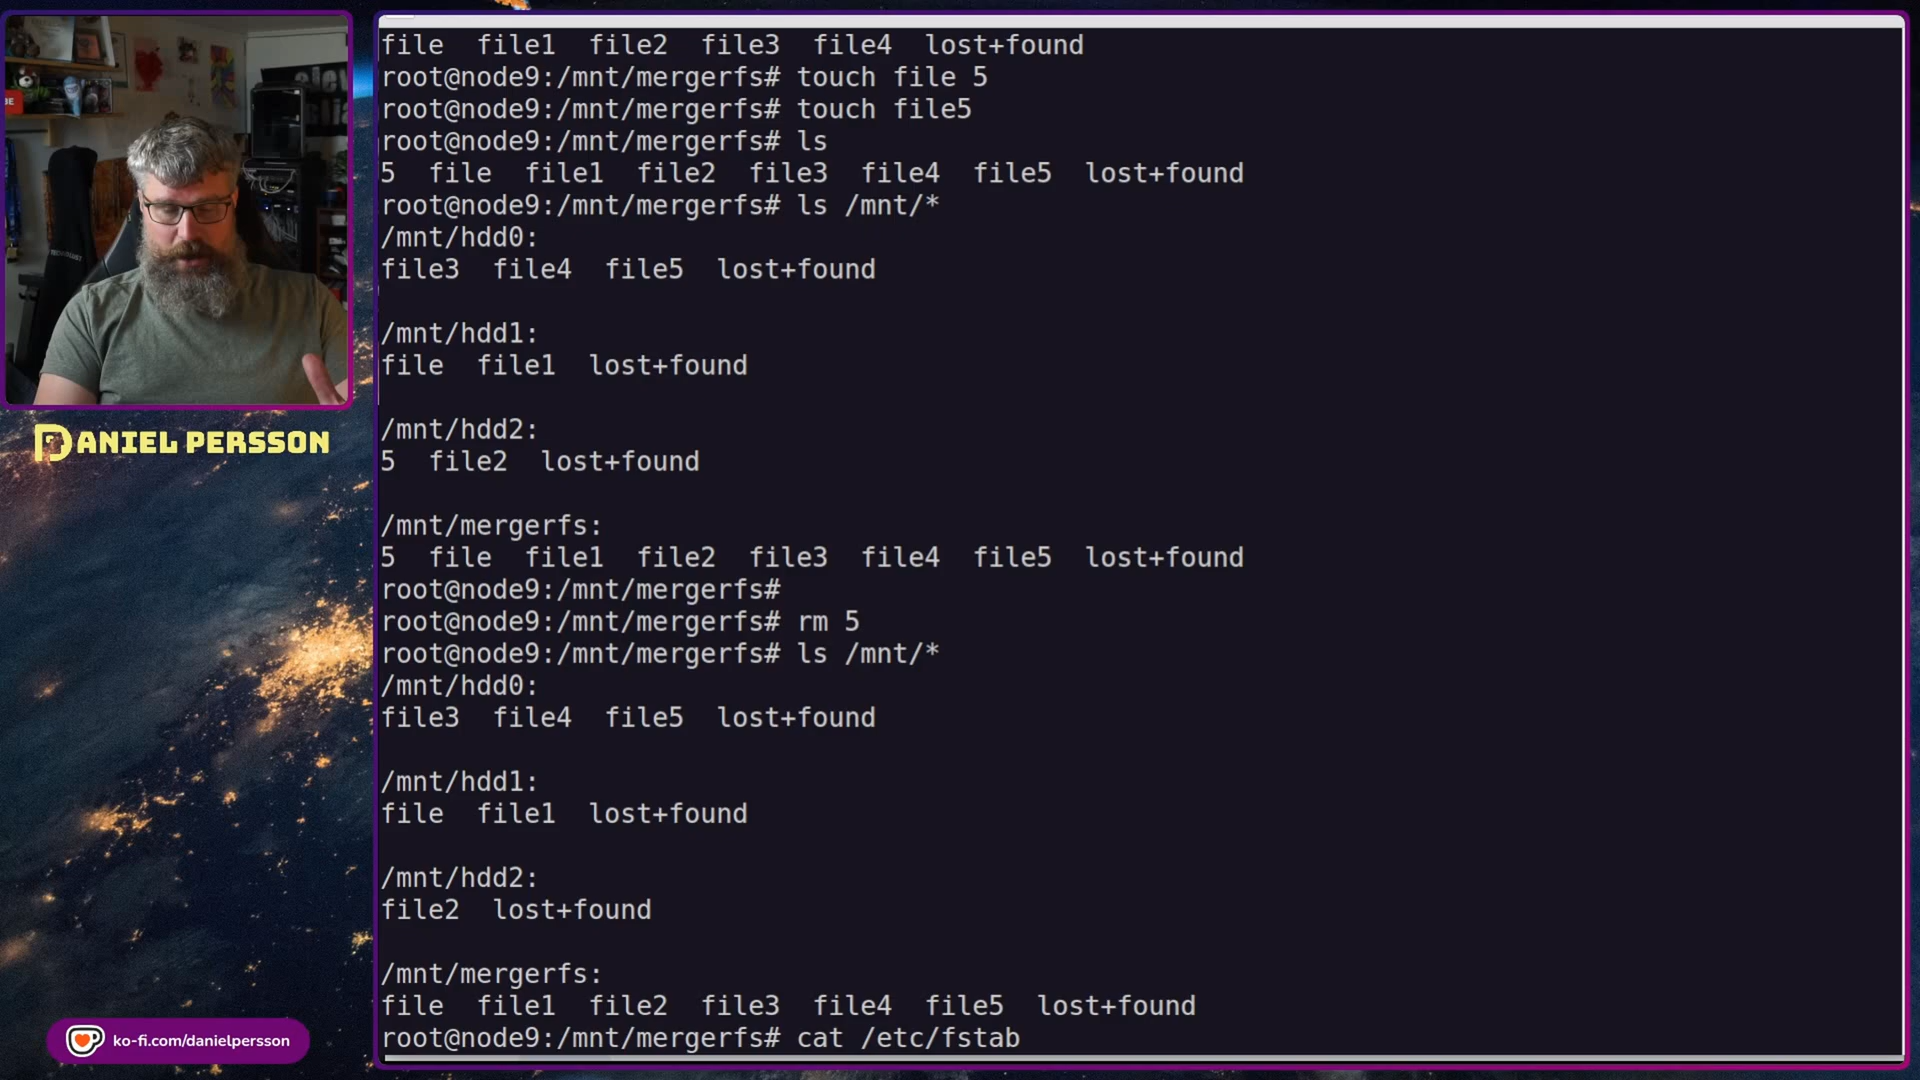 file  file1  file2  file3  file4  lost+found
root@node9:/mnt/mergerfs# touch file 5
root@node9:/mnt/mergerfs# touch file5
root@node9:/mnt/mergerfs# ls
5  file  file1  file2  file3  file4  file5  lost+found
root@node9:/mnt/mergerfs# ls /mnt/*
/mnt/hdd0:
file3  file4  file5  lost+found
/mnt/hdd1:
file  file1  lost+found
/mnt/hdd2:
5  file2  lost+found
/mnt/mergerfs:
5  file  file1  file2  file3  file4  file5  lost+found
root@node9:/mnt/mergerfs#
root@node9:/mnt/mergerfs# rm 5
root@node9:/mnt/mergerfs# ls /mnt/*
/mnt/hdd0:
file3  file4  file5  lost+found
/mnt/hdd1:
file  file1  lost+found
/mnt/hdd2:
file2  lost+found
/mnt/mergerfs:
file  file1  file2  file3  file4  file5  lost+found
root@node9:/mnt/mergerfs# cat /etc/fstab
DANIEL PERSSON
ko-fi.com/danielpersson